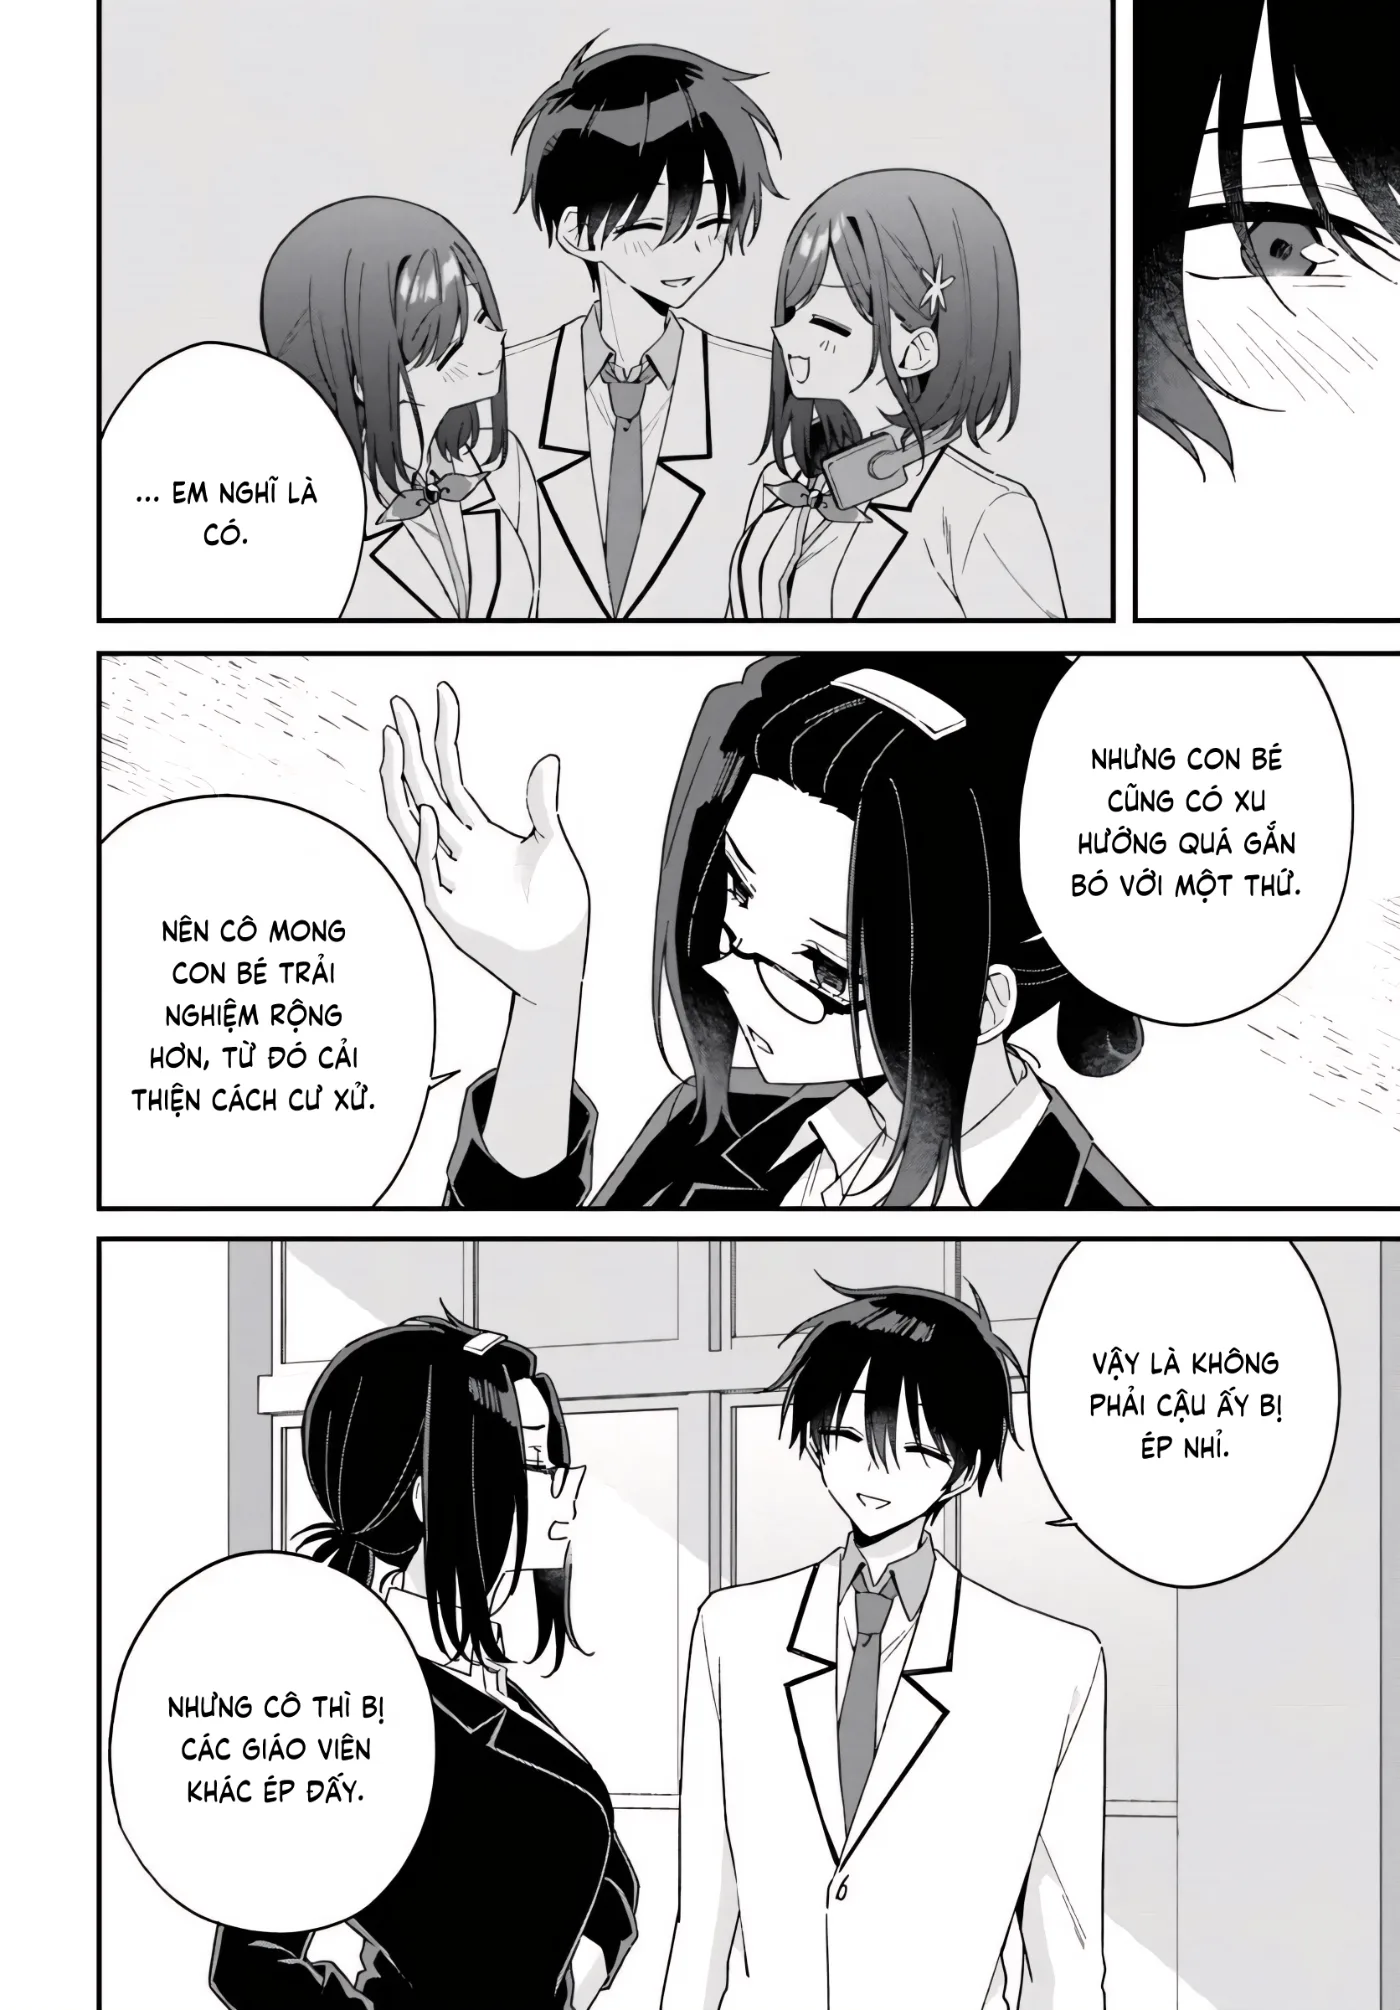 ... EM NGHĨ LÀ
CÓ.
NHƯNG CON BÉ
CŨNG CÓ XU
HƯỚNG QUÁ GẮN
BÓ VỚI MỘT THỨ.
NÊN CÔ MONG
CON BÉ TRẢI
NGHIỆM RỘNG
HƠN, TỪ ĐÓ CẢI
THIỆN CÁCH CƯ XỬ.
VẬY LÀ KHÔNG
PHẢI CẬU ẤY BỊ
ÉP NHỈ.
NHƯNG CÔ THÌ BỊ
CÁC GIÁO VIÊN
KHÁC ÉP ĐẤY.